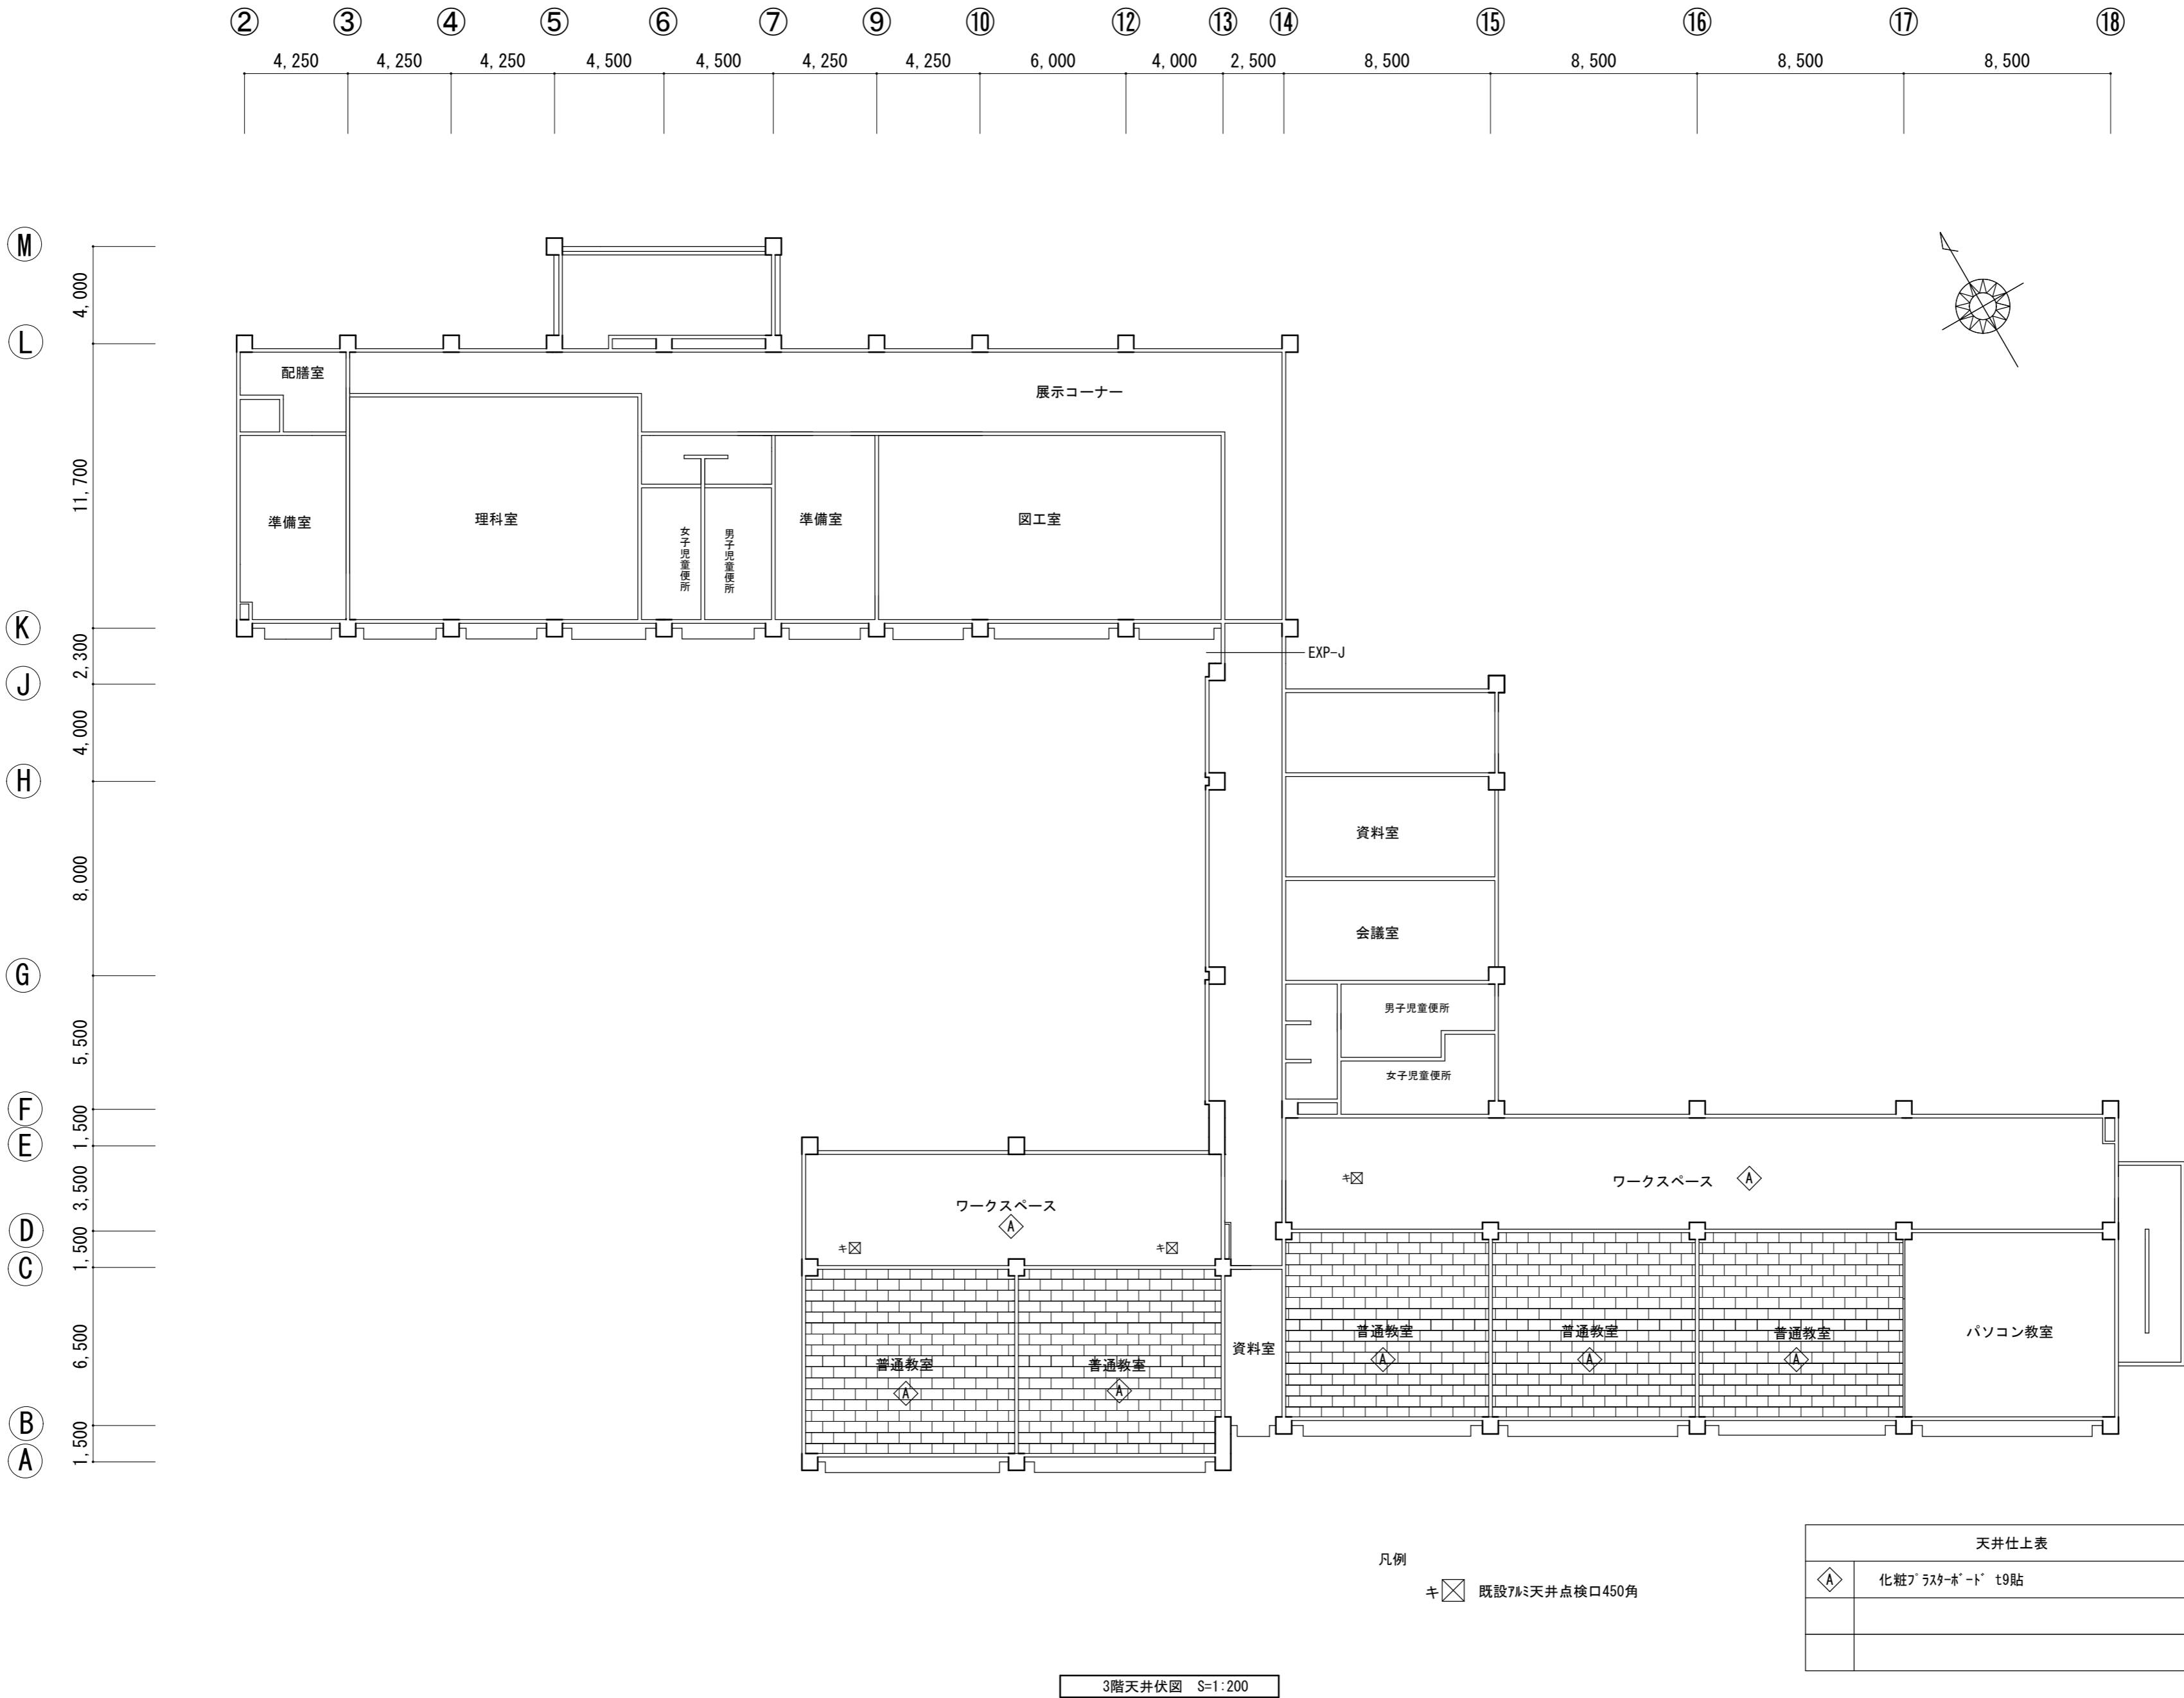 ② ③ ④ ⑤ ⑥ ⑦ ⑨ ⑩ ⑫ ⑬ ⑭ ⑮ ⑯ ⑰ ⑱
4,250 4,250 4,250 4,500 4,500 4,250 4,250 6,000 4,000 2,500 8,500 8,500 8,500 8,500
M
4,000
L
配膳室
展示コーナー
11,700
準備室 理科室 女子児童便所 男子児童便所 準備室 図工室
K
2,300
EXP-J
J
4,000
H
資料室
8,000
会議室
G
男子児童便所
5,500
女子児童便所
F
1,500
E
3,500
キ ワークスペース A
ワークスペース
A
D
1,500
キ キ
C
6,500
普通教室 普通教室 普通教室 パソコン教室
A A A
資料室
普通教室 普通教室
A A
B
1,500
A
天井仕上表
凡例
A 化粧プラスターボード t9貼
キ 既設アルミ天井点検口450角
3階天井伏図 S=1:200